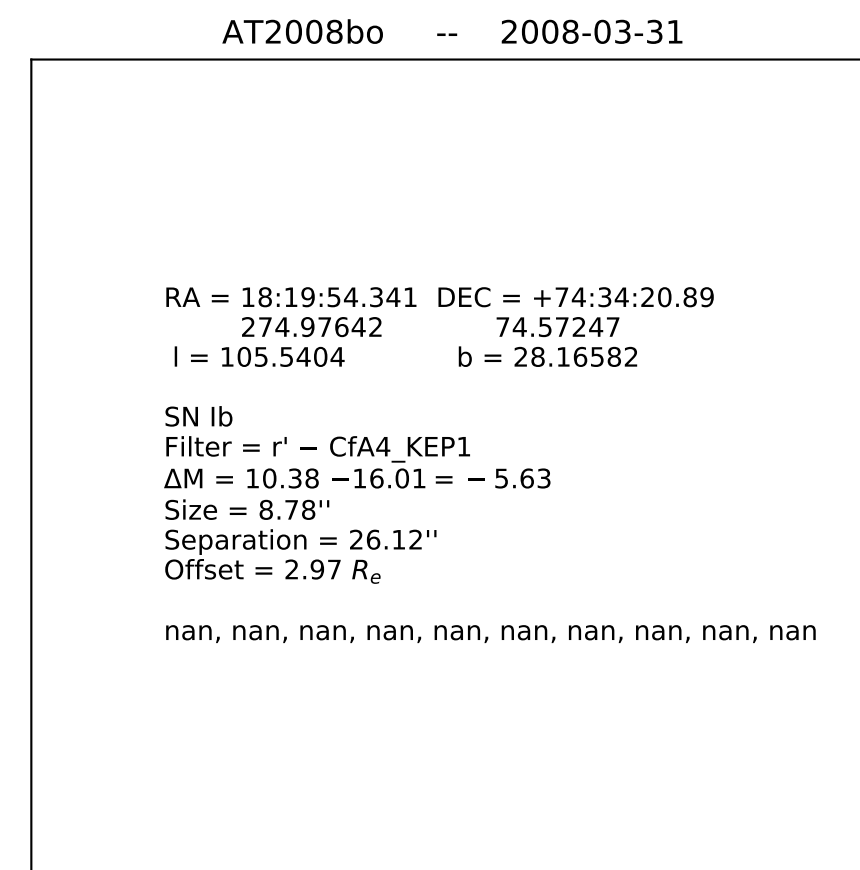 AT2008bo -- 2008-03-31
RA = 18:19:54.341 DEC = +74:34:20.89
274.97642 74.57247
l = 105.5404 b = 28.16582
SN Ib
Filter = r' − CfA4_KEP1
ΔM = 10.38 −16.01 = − 5.63
Size = 8.78''
Separation = 26.12''
Offset = 2.97 Rₑ
nan, nan, nan, nan, nan, nan, nan, nan, nan, nan